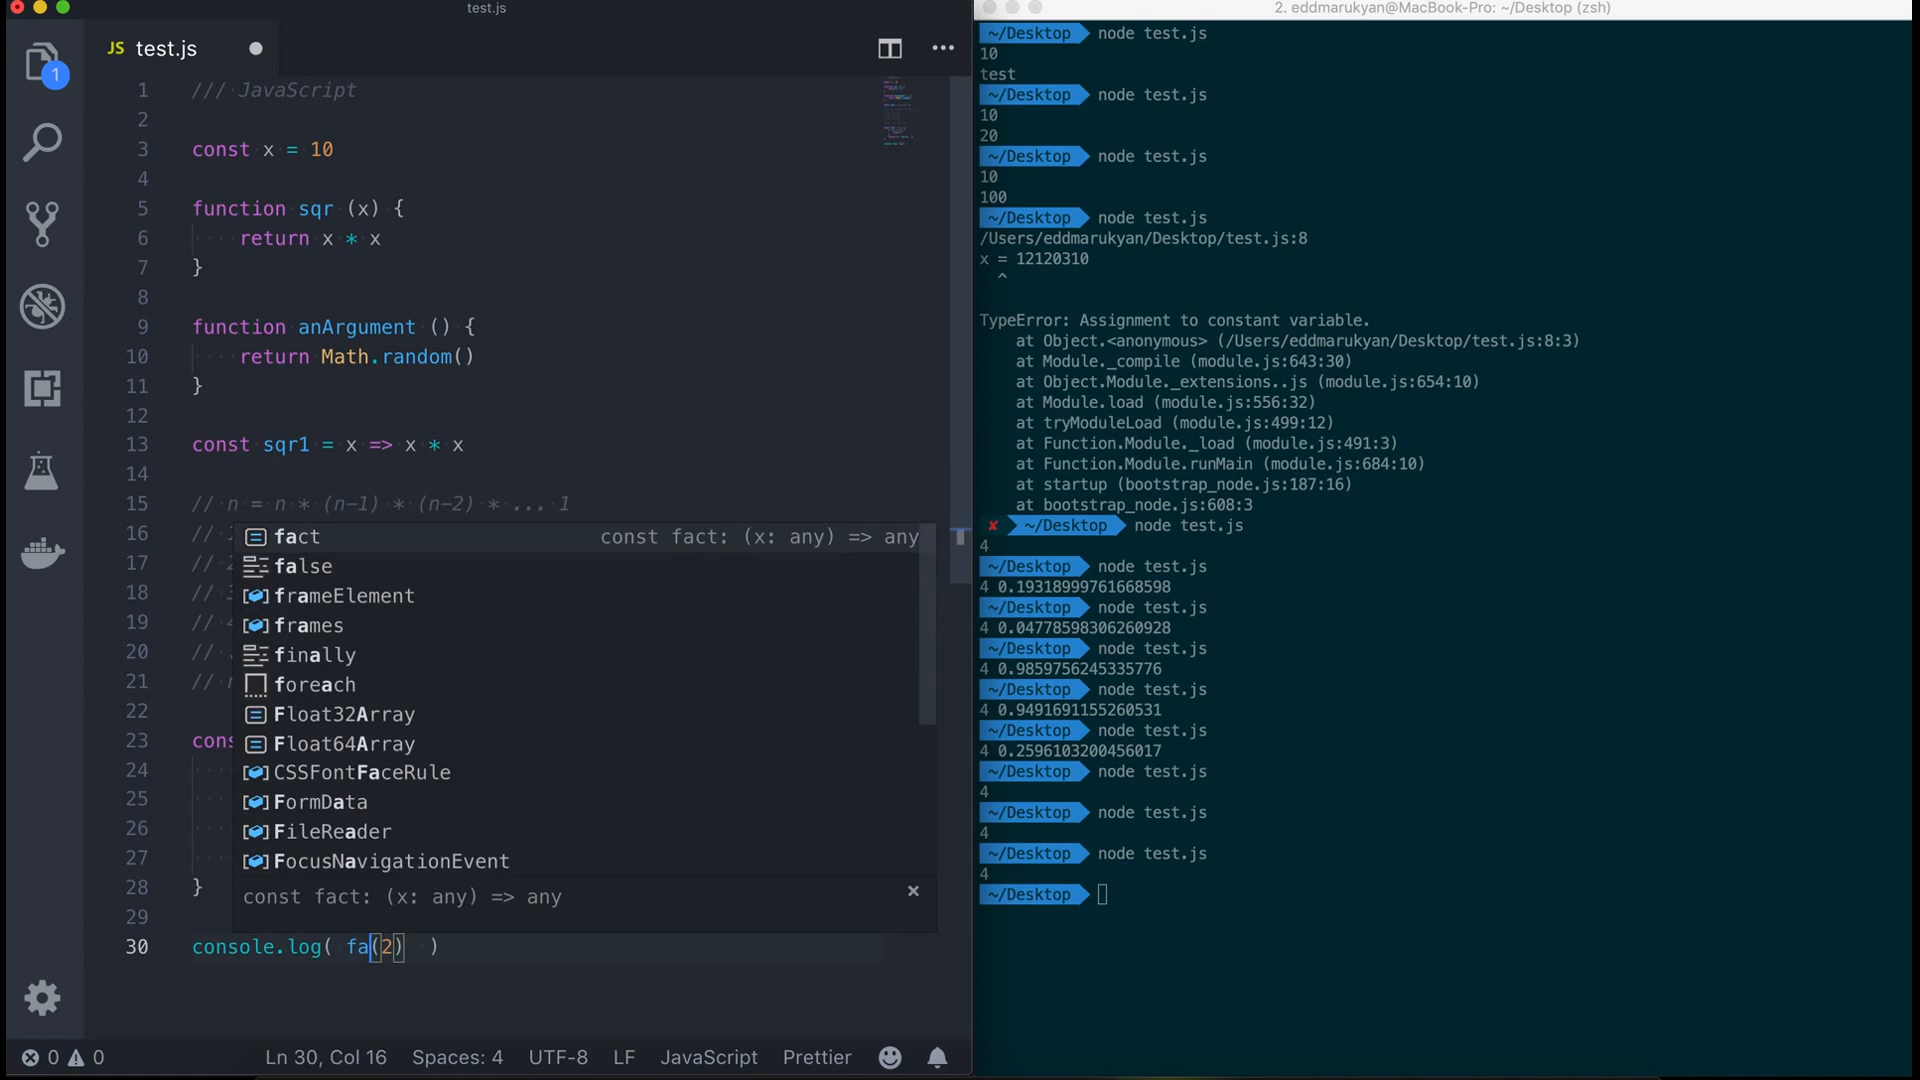 test.js
JS test.js
1
1 /// JavaScript
2
3 const x = 10
4
5 function sqr (x) {
6 return x * x
7 }
8
9 function anArgument () {
10 return Math.random()
11 }
12
13 const sqr1 = x => x * x
14
15 // n = n * (n-1) * (n-2) * ... 1
16 //
17 //
18 //
19 //
20 //
21 //
22
23 cons
24
25
26
27
28 }
29
30 console.log( fa(2) )
fact const fact: (x: any) => any
false
frameElement
frames
finally
foreach
Float32Array
Float64Array
CSSFontFaceRule
FormData
FileReader
FocusNavigationEvent
const fact: (x: any) => any
0 0 Ln 30, Col 16 Spaces: 4 UTF-8 LF JavaScript Prettier
2. eddmarukyan@MacBook-Pro: ~/Desktop (zsh)
~/Desktop node test.js
10
test
~/Desktop node test.js
10
20
~/Desktop node test.js
10
100
~/Desktop node test.js
/Users/eddmarukyan/Desktop/test.js:8
x = 12120310
^
TypeError: Assignment to constant variable.
at Object.<anonymous> (/Users/eddmarukyan/Desktop/test.js:8:3)
at Module._compile (module.js:643:30)
at Object.Module._extensions..js (module.js:654:10)
at Module.load (module.js:556:32)
at tryModuleLoad (module.js:499:12)
at Function.Module._load (module.js:491:3)
at Function.Module.runMain (module.js:684:10)
at startup (bootstrap_node.js:187:16)
at bootstrap_node.js:608:3
✘ ~/Desktop node test.js
4
~/Desktop node test.js
4 0.19318999761668598
~/Desktop node test.js
4 0.04778598306260928
~/Desktop node test.js
4 0.9859756245335776
~/Desktop node test.js
4 0.9491691155260531
~/Desktop node test.js
4 0.2596103200456017
~/Desktop node test.js
4
~/Desktop node test.js
4
~/Desktop node test.js
4
~/Desktop